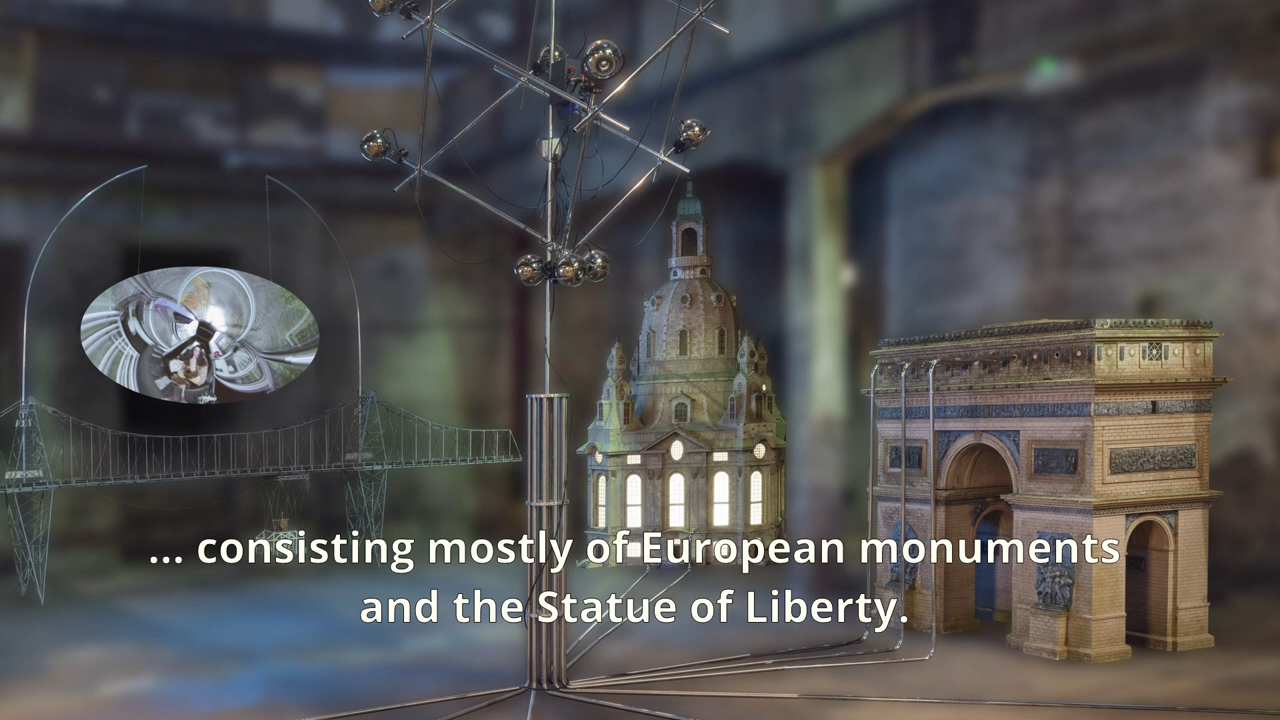 ... consisting mostly of European monuments
and the Statue of Liberty.